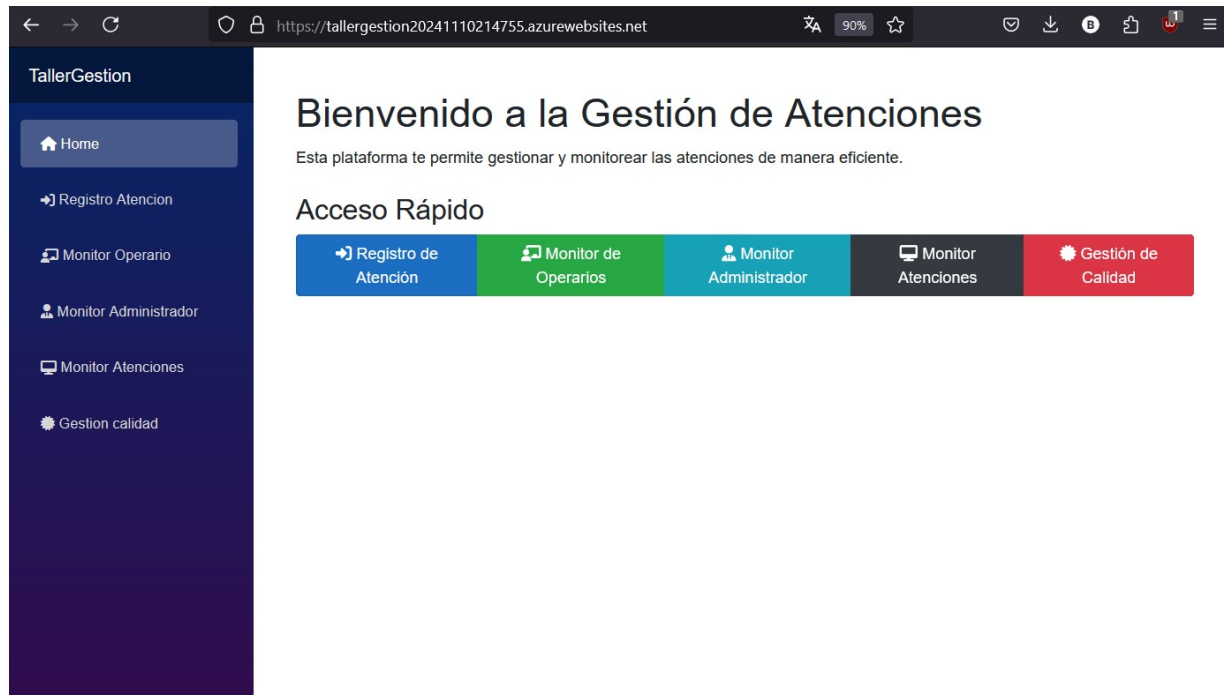 https://tallergestion20241110214755.azurewebsites.net
90%
B
1
TallerGestion
Home
Registro Atencion
Monitor Operario
Monitor Administrador
Monitor Atenciones
Gestion calidad
Bienvenido a la Gestión de Atenciones
Esta plataforma te permite gestionar y monitorear las atenciones de manera eficiente.
Acceso Rápido
Registro de
Atención
Monitor de
Operarios
Monitor
Administrador
Monitor
Atenciones
Gestión de
Calidad